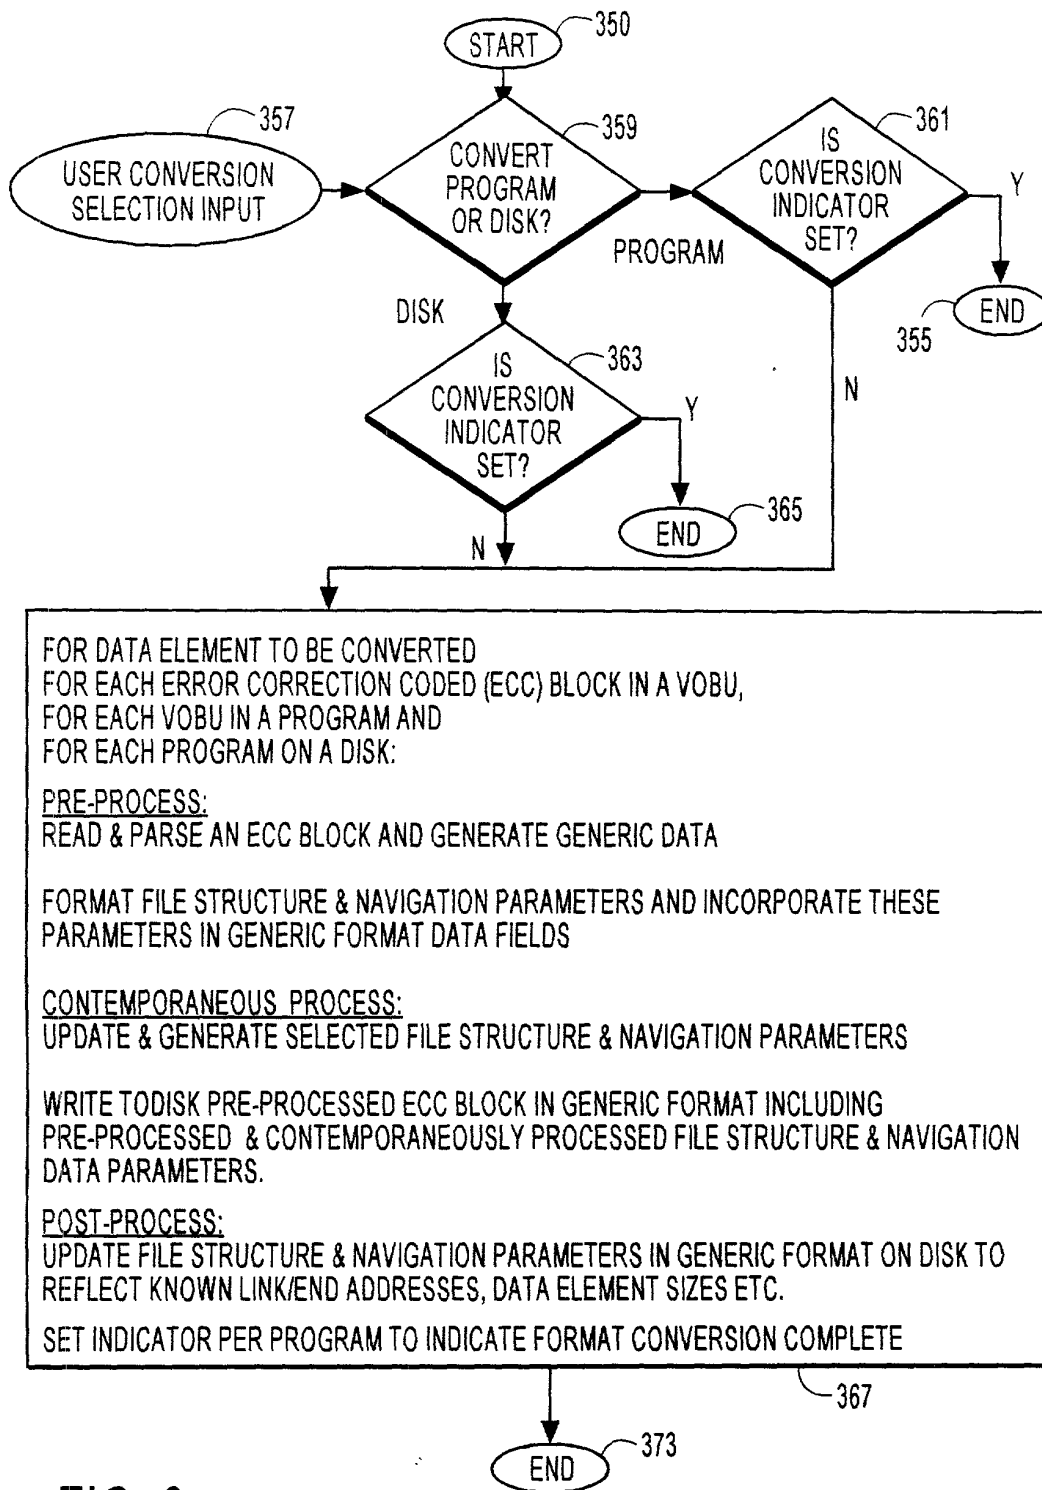 START
350
357
USER CONVERSION
SELECTION INPUT
CONVERT
PROGRAM
OR DISK?
359
PROGRAM
IS
CONVERSION
INDICATOR
SET?
361
Y
END
355
N
DISK
IS
CONVERSION
INDICATOR
SET?
363
Y
END
365
N
FOR DATA ELEMENT TO BE CONVERTED
FOR EACH ERROR CORRECTION CODED (ECC) BLOCK IN A VOBU,
FOR EACH VOBU IN A PROGRAM AND
FOR EACH PROGRAM ON A DISK:
PRE-PROCESS:
READ & PARSE AN ECC BLOCK AND GENERATE GENERIC DATA
FORMAT FILE STRUCTURE & NAVIGATION PARAMETERS AND INCORPORATE THESE
PARAMETERS IN GENERIC FORMAT DATA FIELDS
CONTEMPORANEOUS PROCESS:
UPDATE & GENERATE SELECTED FILE STRUCTURE & NAVIGATION PARAMETERS
WRITE TODISK PRE-PROCESSED ECC BLOCK IN GENERIC FORMAT INCLUDING
PRE-PROCESSED & CONTEMPORANEOUSLY PROCESSED FILE STRUCTURE & NAVIGATION
DATA PARAMETERS.
POST-PROCESS:
UPDATE FILE STRUCTURE & NAVIGATION PARAMETERS IN GENERIC FORMAT ON DISK TO
REFLECT KNOWN LINK/END ADDRESSES, DATA ELEMENT SIZES ETC.
SET INDICATOR PER PROGRAM TO INDICATE FORMAT CONVERSION COMPLETE
367
END
373